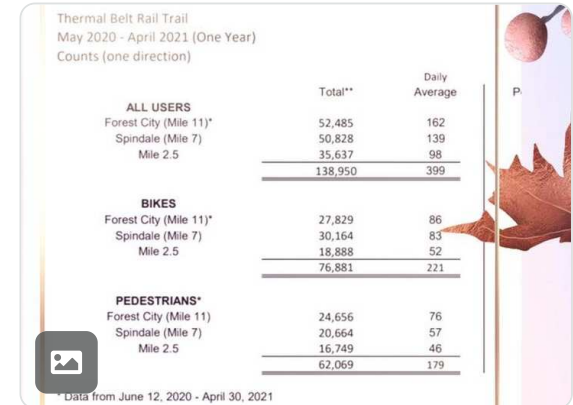 Thermal Belt Rail Trail
May 2020 - April 2021 (One Year)
Counts (one direction)
Daily
Total** Average
ALL USERS
Forest City (Mile 11)* 52,485 162
Spindale (Mile 7) 50,828 139
Mile 2.5 35,637 98
138,950 399
BIKES
Forest City (Mile 11)* 27,829 86
Spindale (Mile 7) 30,164 83
Mile 2.5 18,888 52
76,881 221
PEDESTRIANS*
Forest City (Mile 11) 24,656 76
Spindale (Mile 7) 20,664 57
Mile 2.5 16,749 46
62,069 179
* Data from June 12, 2020 - April 30, 2021